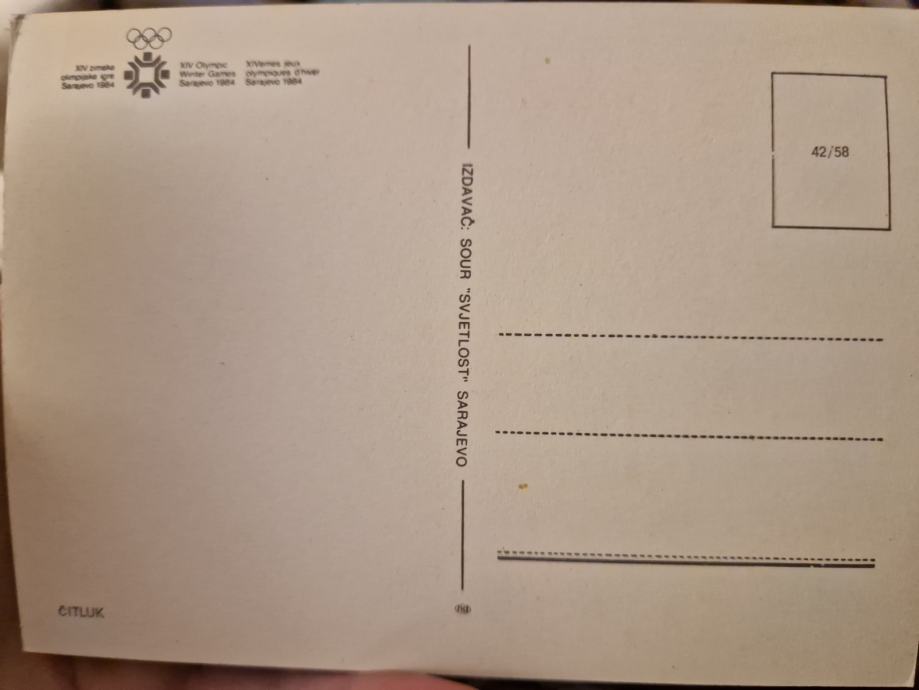 XIV zimske
olimpijske igre
Sarajevo 1984
XIV Olympic
Winter Games
Sarajevo 1984
XIVemes jeux
olympiques d'hiver
Sarajevo 1984
IZDAVAČ: SOUR "SVJETLOST" SARAJEVO
42/58
ČITLUK